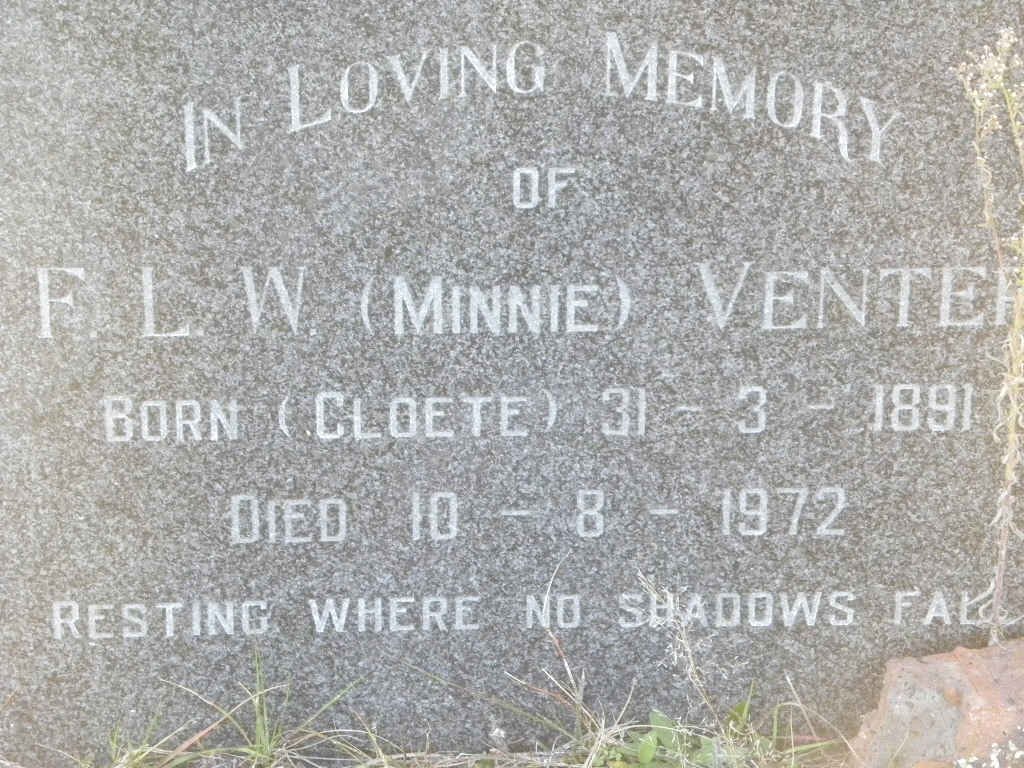 IN LOVING MEMORY
OF
F. L. W. (MINNIE) VENTER
BORN (CLOETE) 31 - 3 - 1891
DIED 10 - 8 - 1972
RESTING WHERE NO SHADOWS FALL